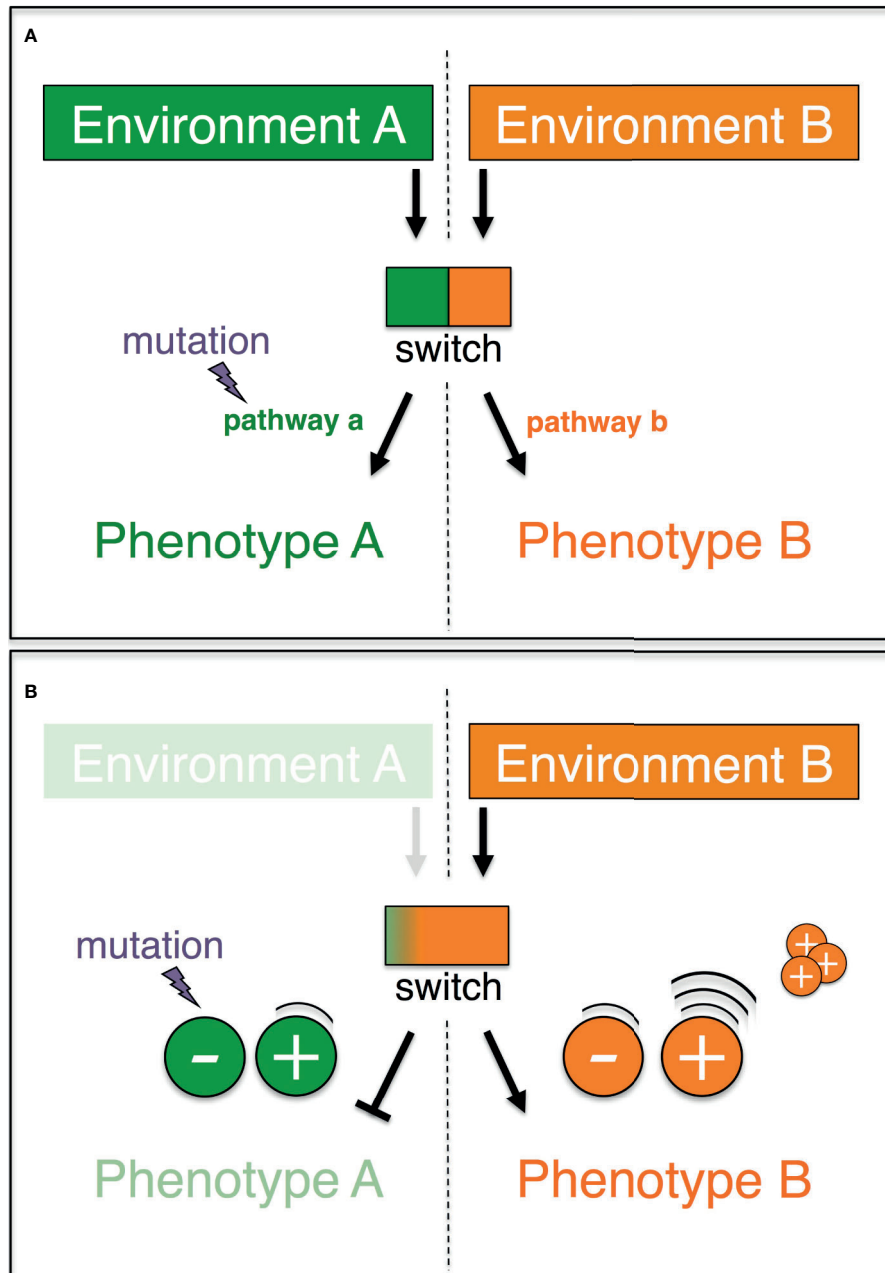 A
Environment A
Environment B
switch
mutation
pathway a
pathway b
Phenotype A
Phenotype B
B
Environment A
Environment B
switch
mutation
- +
- +
+
+
+
Phenotype A
Phenotype B